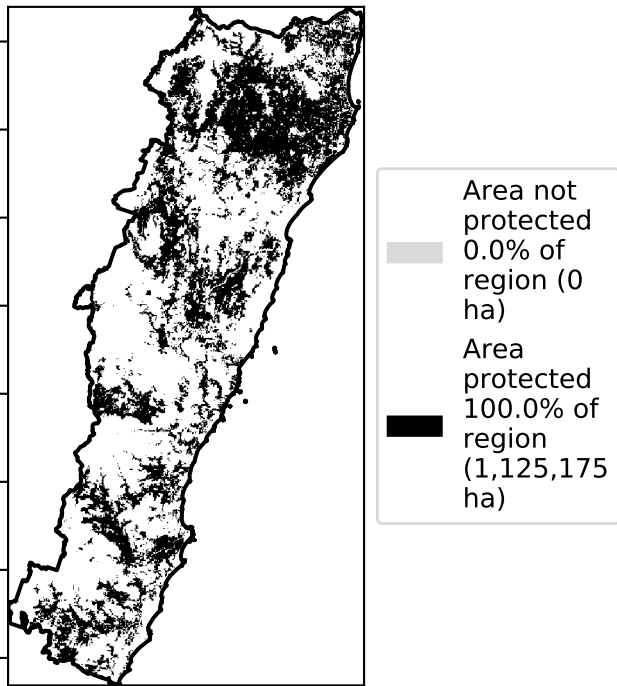 Area not
protected
0.0% of
region (0
ha)
Area
protected
100.0% of
region
(1,125,175
ha)